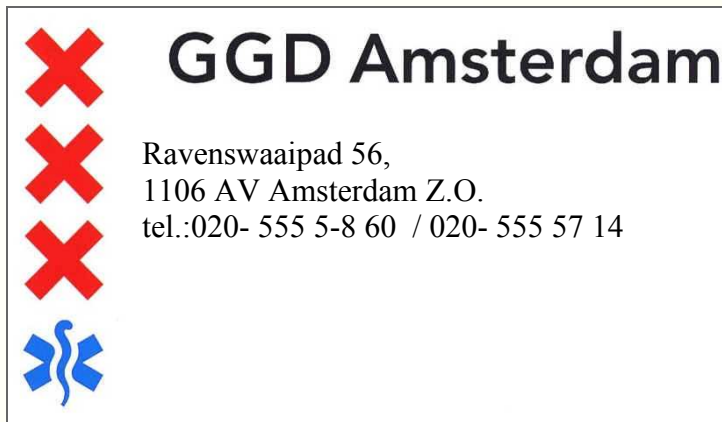 GGD Amsterdam
Ravenswaaipad 56,
1106 AV Amsterdam Z.O.
tel.:020- 555 5-8 60 / 020- 555 57 14